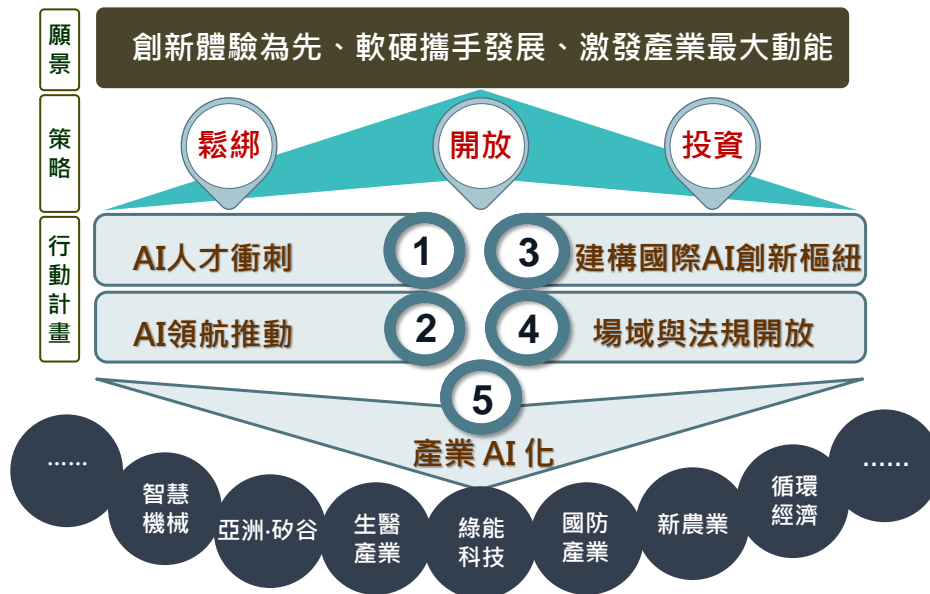 願景
創新體驗為先、軟硬攜手發展、激發產業最大動能
策略
鬆綁
開放
投資
行動計畫
AI人才衝刺
1
3
建構國際AI創新樞紐
AI領航推動
2
4
場域與法規開放
5
產業 AI 化
......
智慧
機械
亞洲·矽谷
生醫
產業
綠能
科技
國防
產業
新農業
循環
經濟
......